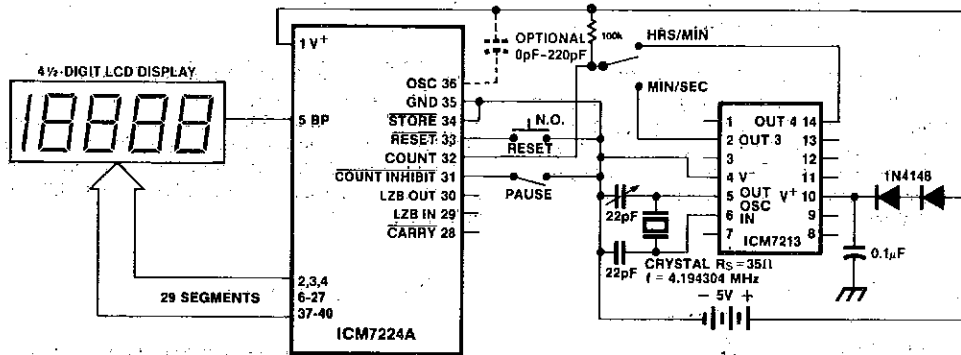 1 V+
OPTIONAL
0pF-220pF
100k
HRS/MIN
MIN/SEC
4½-DIGIT LCD DISPLAY
18888
5 BP
OSC 36
GND 35
STORE 34
RESET 33
COUNT 32
COUNT INHIBIT 31
LZB OUT 30
LZB IN 29
CARRY 28
N.O.
RESET
PAUSE
1
OUT 4 14
2 OUT 3
13
3
12
4 V−
11
5 OUT
V+ 10
OSC
6 IN
9
7
8
ICM7213
1N4148
0.1µF
22pF
22pF
CRYSTAL RS = 35Ω
f = 4.194304 MHz
− 5V +
2,3,4
6-27
37-40
29 SEGMENTS
ICM7224A